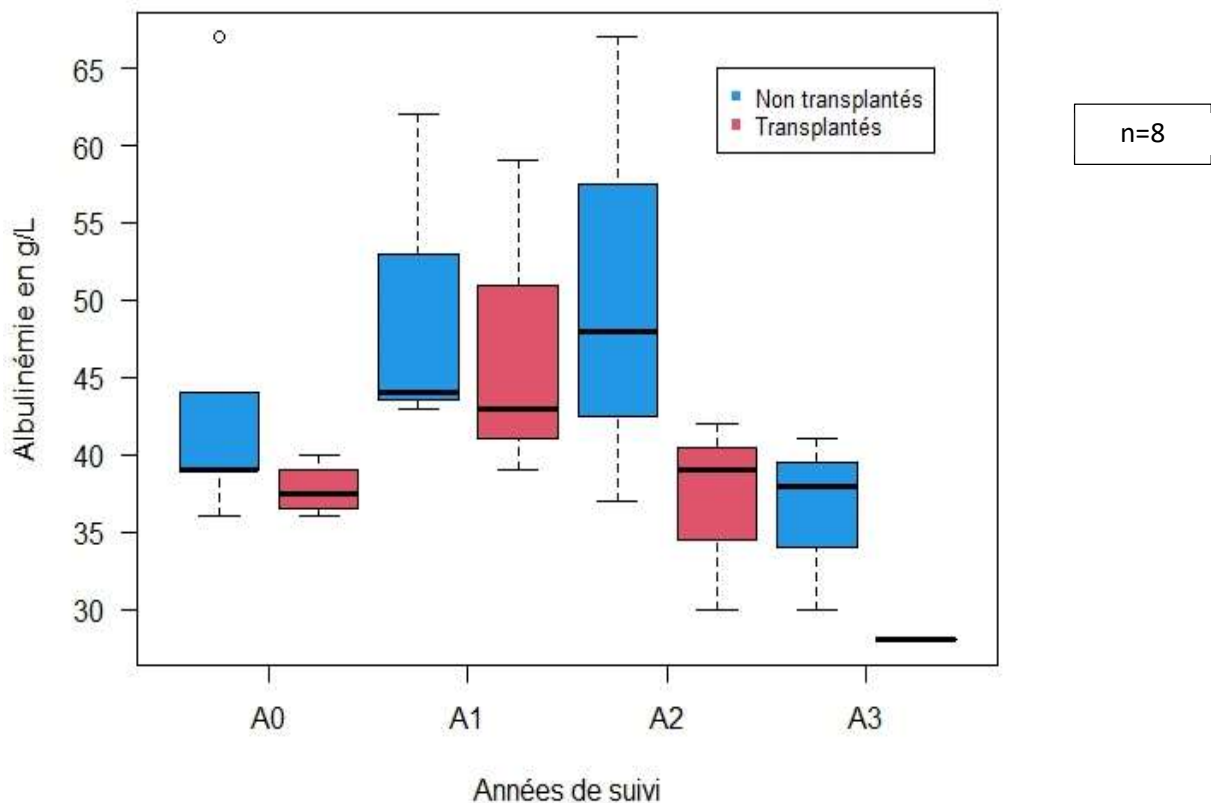 65
60
55
50
45
40
35
30
Albulinémie en g/L
Non transplantés
Transplantés
n=8
A0 A1 A2 A3
Années de suivi